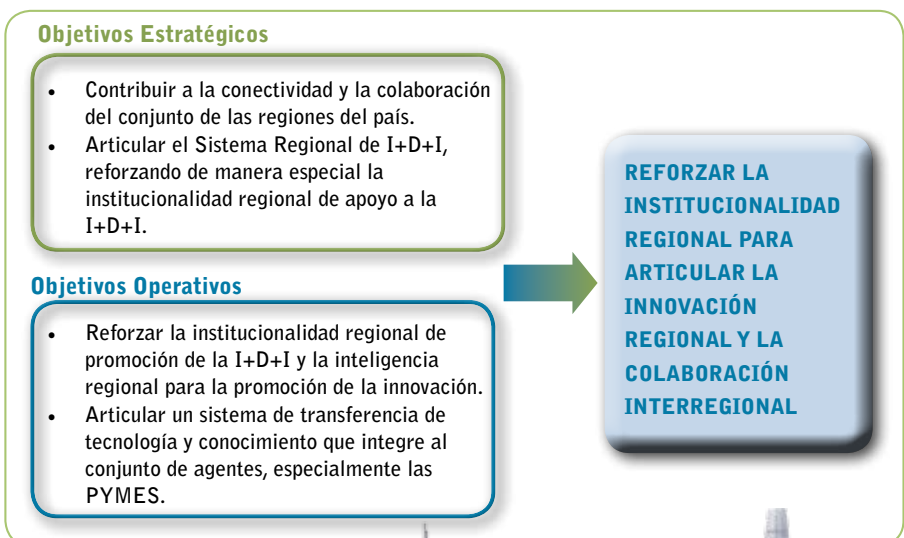 Objetivos Estratégicos
• Contribuir a la conectividad y la colaboración
del conjunto de las regiones del país.
• Articular el Sistema Regional de I+D+I,
reforzando de manera especial la
institucionalidad regional de apoyo a la
I+D+I.
Objetivos Operativos
• Reforzar la institucionalidad regional de
promoción de la I+D+I y la inteligencia
regional para la promoción de la innovación.
• Articular un sistema de transferencia de
tecnología y conocimiento que integre al
conjunto de agentes, especialmente las
PYMES.
REFORZAR LA
INSTITUCIONALIDAD
REGIONAL PARA
ARTICULAR LA
INNOVACIÓN
REGIONAL Y LA
COLABORACIÓN
INTERREGIONAL